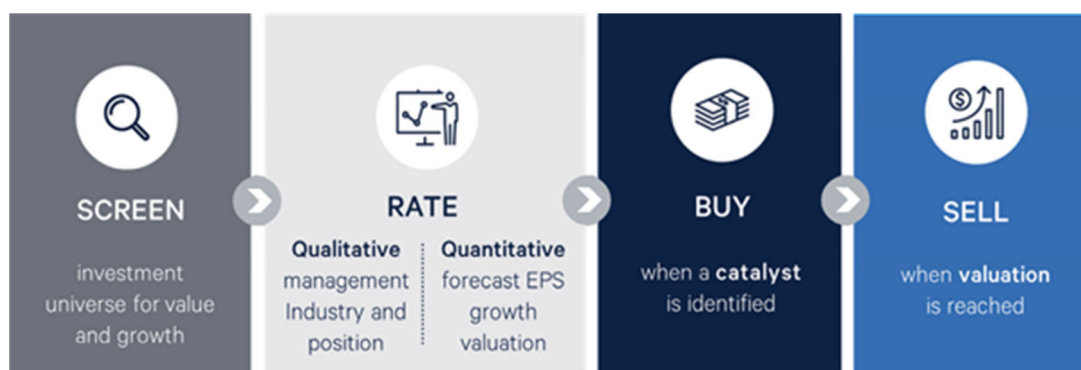 SCREEN
investment
universe for value
and growth
RATE
Qualitative
management
Industry and
position
Quantitative
forecast EPS
growth
valuation
BUY
when a catalyst
is identified
SELL
$
when valuation
is reached